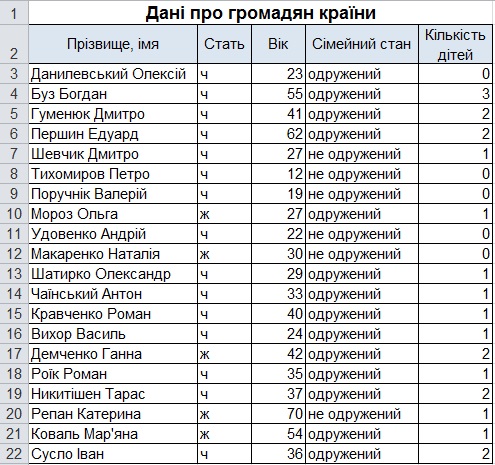 1 Дані про громадян країни
2 Прізвище, імя Стать Вік Сімейний стан Кількість дітей
3 Данилевський Олексій ч 23 одружений 0
4 Буз Богдан ч 55 одружений 3
5 Гуменюк Дмитро ч 41 одружений 2
6 Першин Едуард ч 62 одружений 2
7 Шевчик Дмитро ч 27 не одружений 1
8 Тихомиров Петро ч 12 не одружений 0
9 Поручнік Валерій ч 19 не одружений 0
10 Мороз Ольга ж 27 одружений 1
11 Удовенко Андрій ч 22 не одружений 0
12 Макаренко Наталія ж 30 не одружений 0
13 Шатирко Олександр ч 29 одружений 1
14 Чаїнський Антон ч 33 одружений 1
15 Кравченко Роман ч 40 одружений 1
16 Вихор Василь ч 24 одружений 1
17 Демченко Ганна ж 42 одружений 2
18 Роїк Роман ч 35 одружений 1
19 Никитішен Тарас ч 37 одружений 2
20 Репан Катерина ж 70 не одружений 1
21 Коваль Мар'яна ж 54 одружений 1
22 Сусло Іван ч 36 одружений 2